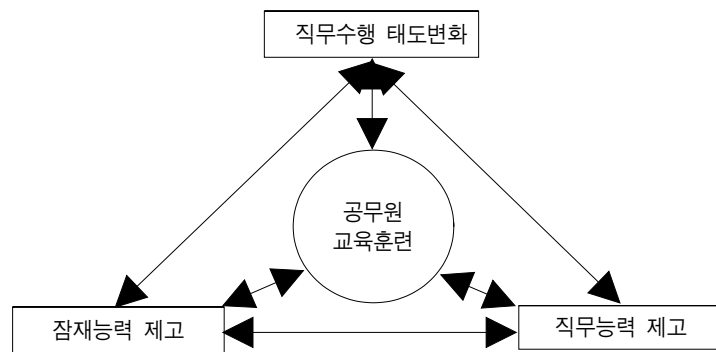 직무수행 태도변화
공무원
교육훈련
잠재능력 제고
직무능력 제고